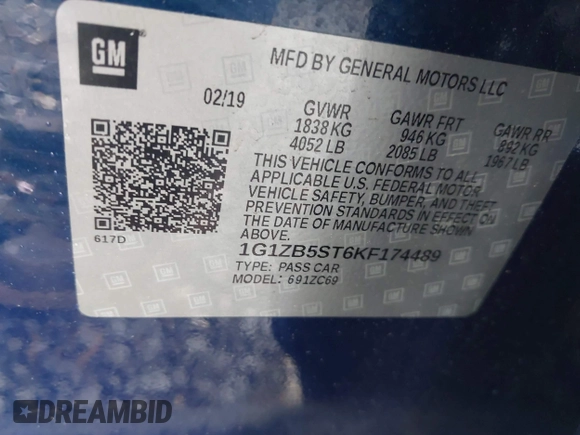 GM
MFD BY GENERAL MOTORS LLC
02/19
GVWR GAWR FRT GAWR RR
1838 KG 946 KG 892 KG
4052 LB 2085 LB 1967 LB
THIS VEHICLE CONFORMS TO ALL
APPLICABLE U.S. FEDERAL MOTOR
VEHICLE SAFETY, BUMPER, AND THEFT
PREVENTION STANDARDS IN EFFECT ON
THE DATE OF MANUFACTURE SHOWN
ABOVE.
617D
1G1ZB5ST6KF174489
TYPE: PASS CAR
MODEL: 691ZC69
DREAMBID